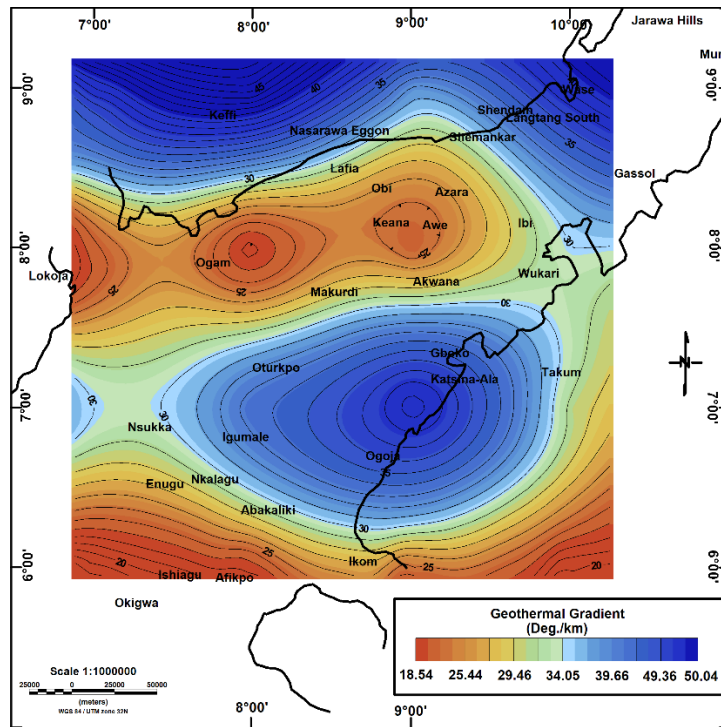 7°00' 8°00' 9°00' 10°00'
Jarawa Hills
Mur
9°00' 9°00'
45 40 35
Wase
Keffi
Shendam
Langtang South
Nasarawa Eggon
Shemankar
35
Lafia
30
Gassol
Obi
Azara
Keana Awe
Ibi
8°00' 8°00'
30
25
Lokoja
Ogam
Wukari
25 25
Akwana
Makurdi
30
Gboko
Oturkpo
Katsina-Ala
Takum
30
7°00' 7°00'
30
Nsukka
Igumale
Ogoja
35
Enugu
Nkalagu
Abakaliki
30
Ikom
20 25 25 20
6°00' 6°00'
Ishiagu
Afikpo
Okigwa
Geothermal Gradient
(Deg./km)
18.54 25.44 29.46 34.05 39.66 49.36 50.04
Scale 1:1000000
25000 0 25000 50000
(meters)
WGS 84 / UTM zone 32N
8°00' 9°00'